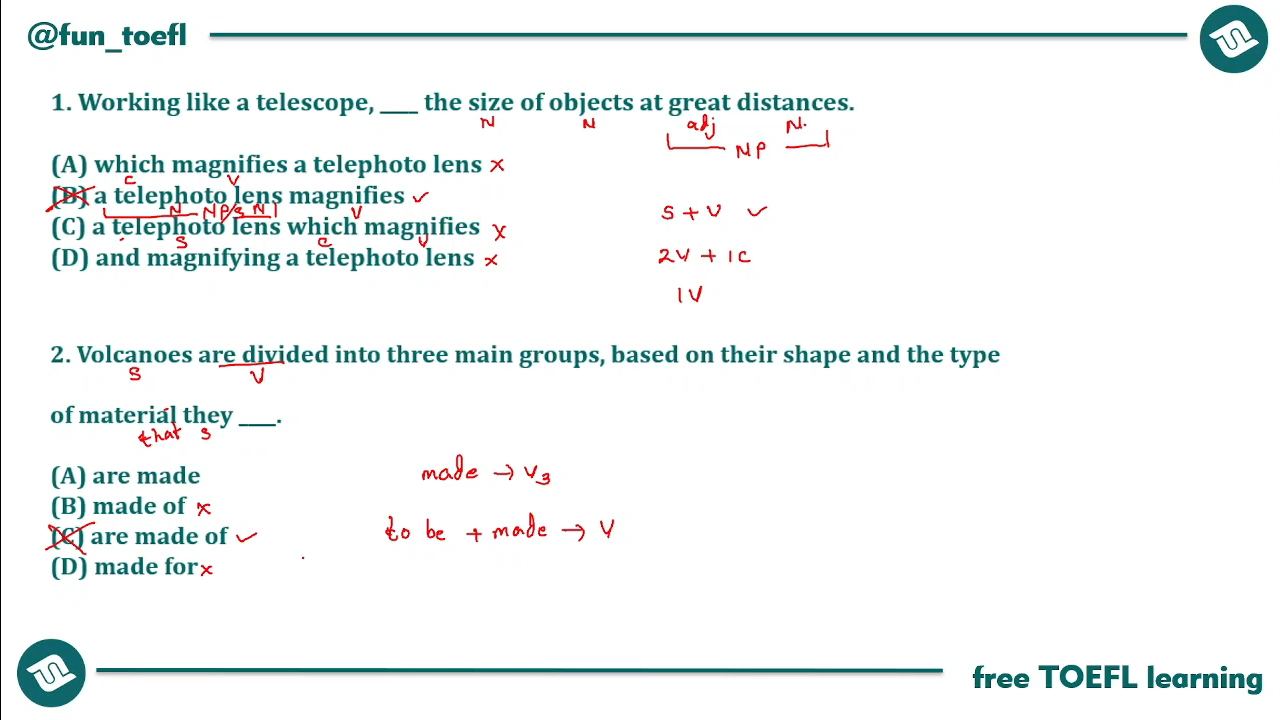 @fun_toefl
1. Working like a telescope, ____ the size of objects at great distances.
N N adj N.
NP
(A) which magnifies a telephoto lens x
C V
(B) a telephoto lens magnifies ✓
N NP/S N V
S + V ✓
(C) a telephoto lens which magnifies x
S C V
(D) and magnifying a telephoto lens x
2V + 1C
1V
2. Volcanoes are divided into three main groups, based on their shape and the type
S V
of material they ____.
that S
(A) are made
made → V3
(B) made of x
(C) are made of ✓
to be + made → V
(D) made for x
free TOEFL learning